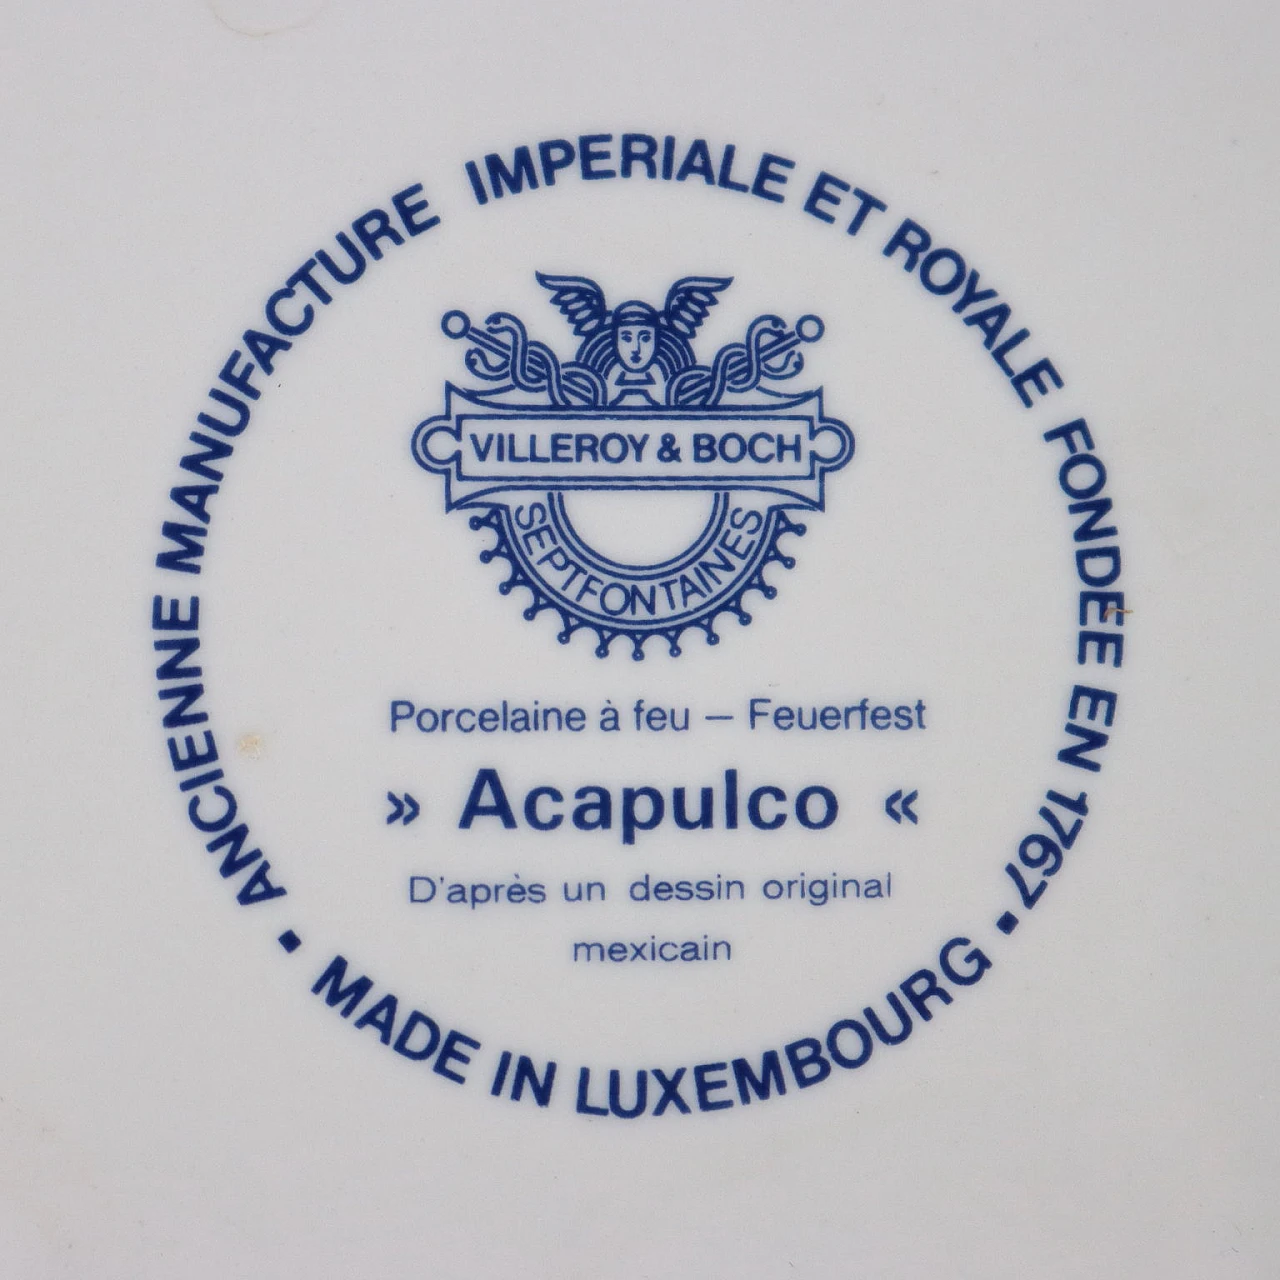 ANCIENNE MANUFACTURE IMPERIALE ET ROYALE FONDEE EN 1767 •
MADE IN LUXEMBOURG •
VILLEROY & BOCH
SEPTFONTAINES
Porcelaine à feu – Feuerfest
» Acapulco «
D'après un dessin original
mexicain